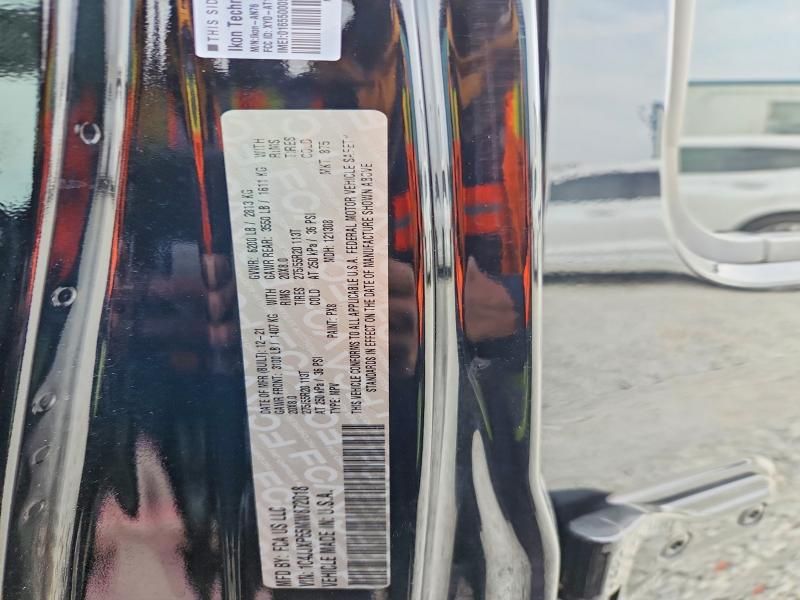 THIS SID
Ikon Techn
M/N:Ikon-AN76
MFD BY: FCA US LLC
DATE OF MFR (BUILT): 12-21
GVWR: 6200 LB / 2813 KG
GAWR FRONT: 3100 LB / 1407 KG WITH
20X8.0 RIMS
275/55R20 113T TIRES
AT 250 kPa / 36 PSI COLD
GAWR REAR: 3550 LB / 1611 KG WITH
20X8.0 RIMS
275/55R20 113T TIRES
AT 250 kPa / 36 PSI COLD
TYPE: MPV
PAINT: PX8
MDH: 121308
MKT 875
THIS VEHICLE CONFORMS TO ALL APPLICABLE U.S.A. FEDERAL MOTOR VEHICLE SAFETY
STANDARDS IN EFFECT ON THE DATE OF MANUFACTURE SHOWN ABOVE
VEHICLE MADE IN: U.S.A.